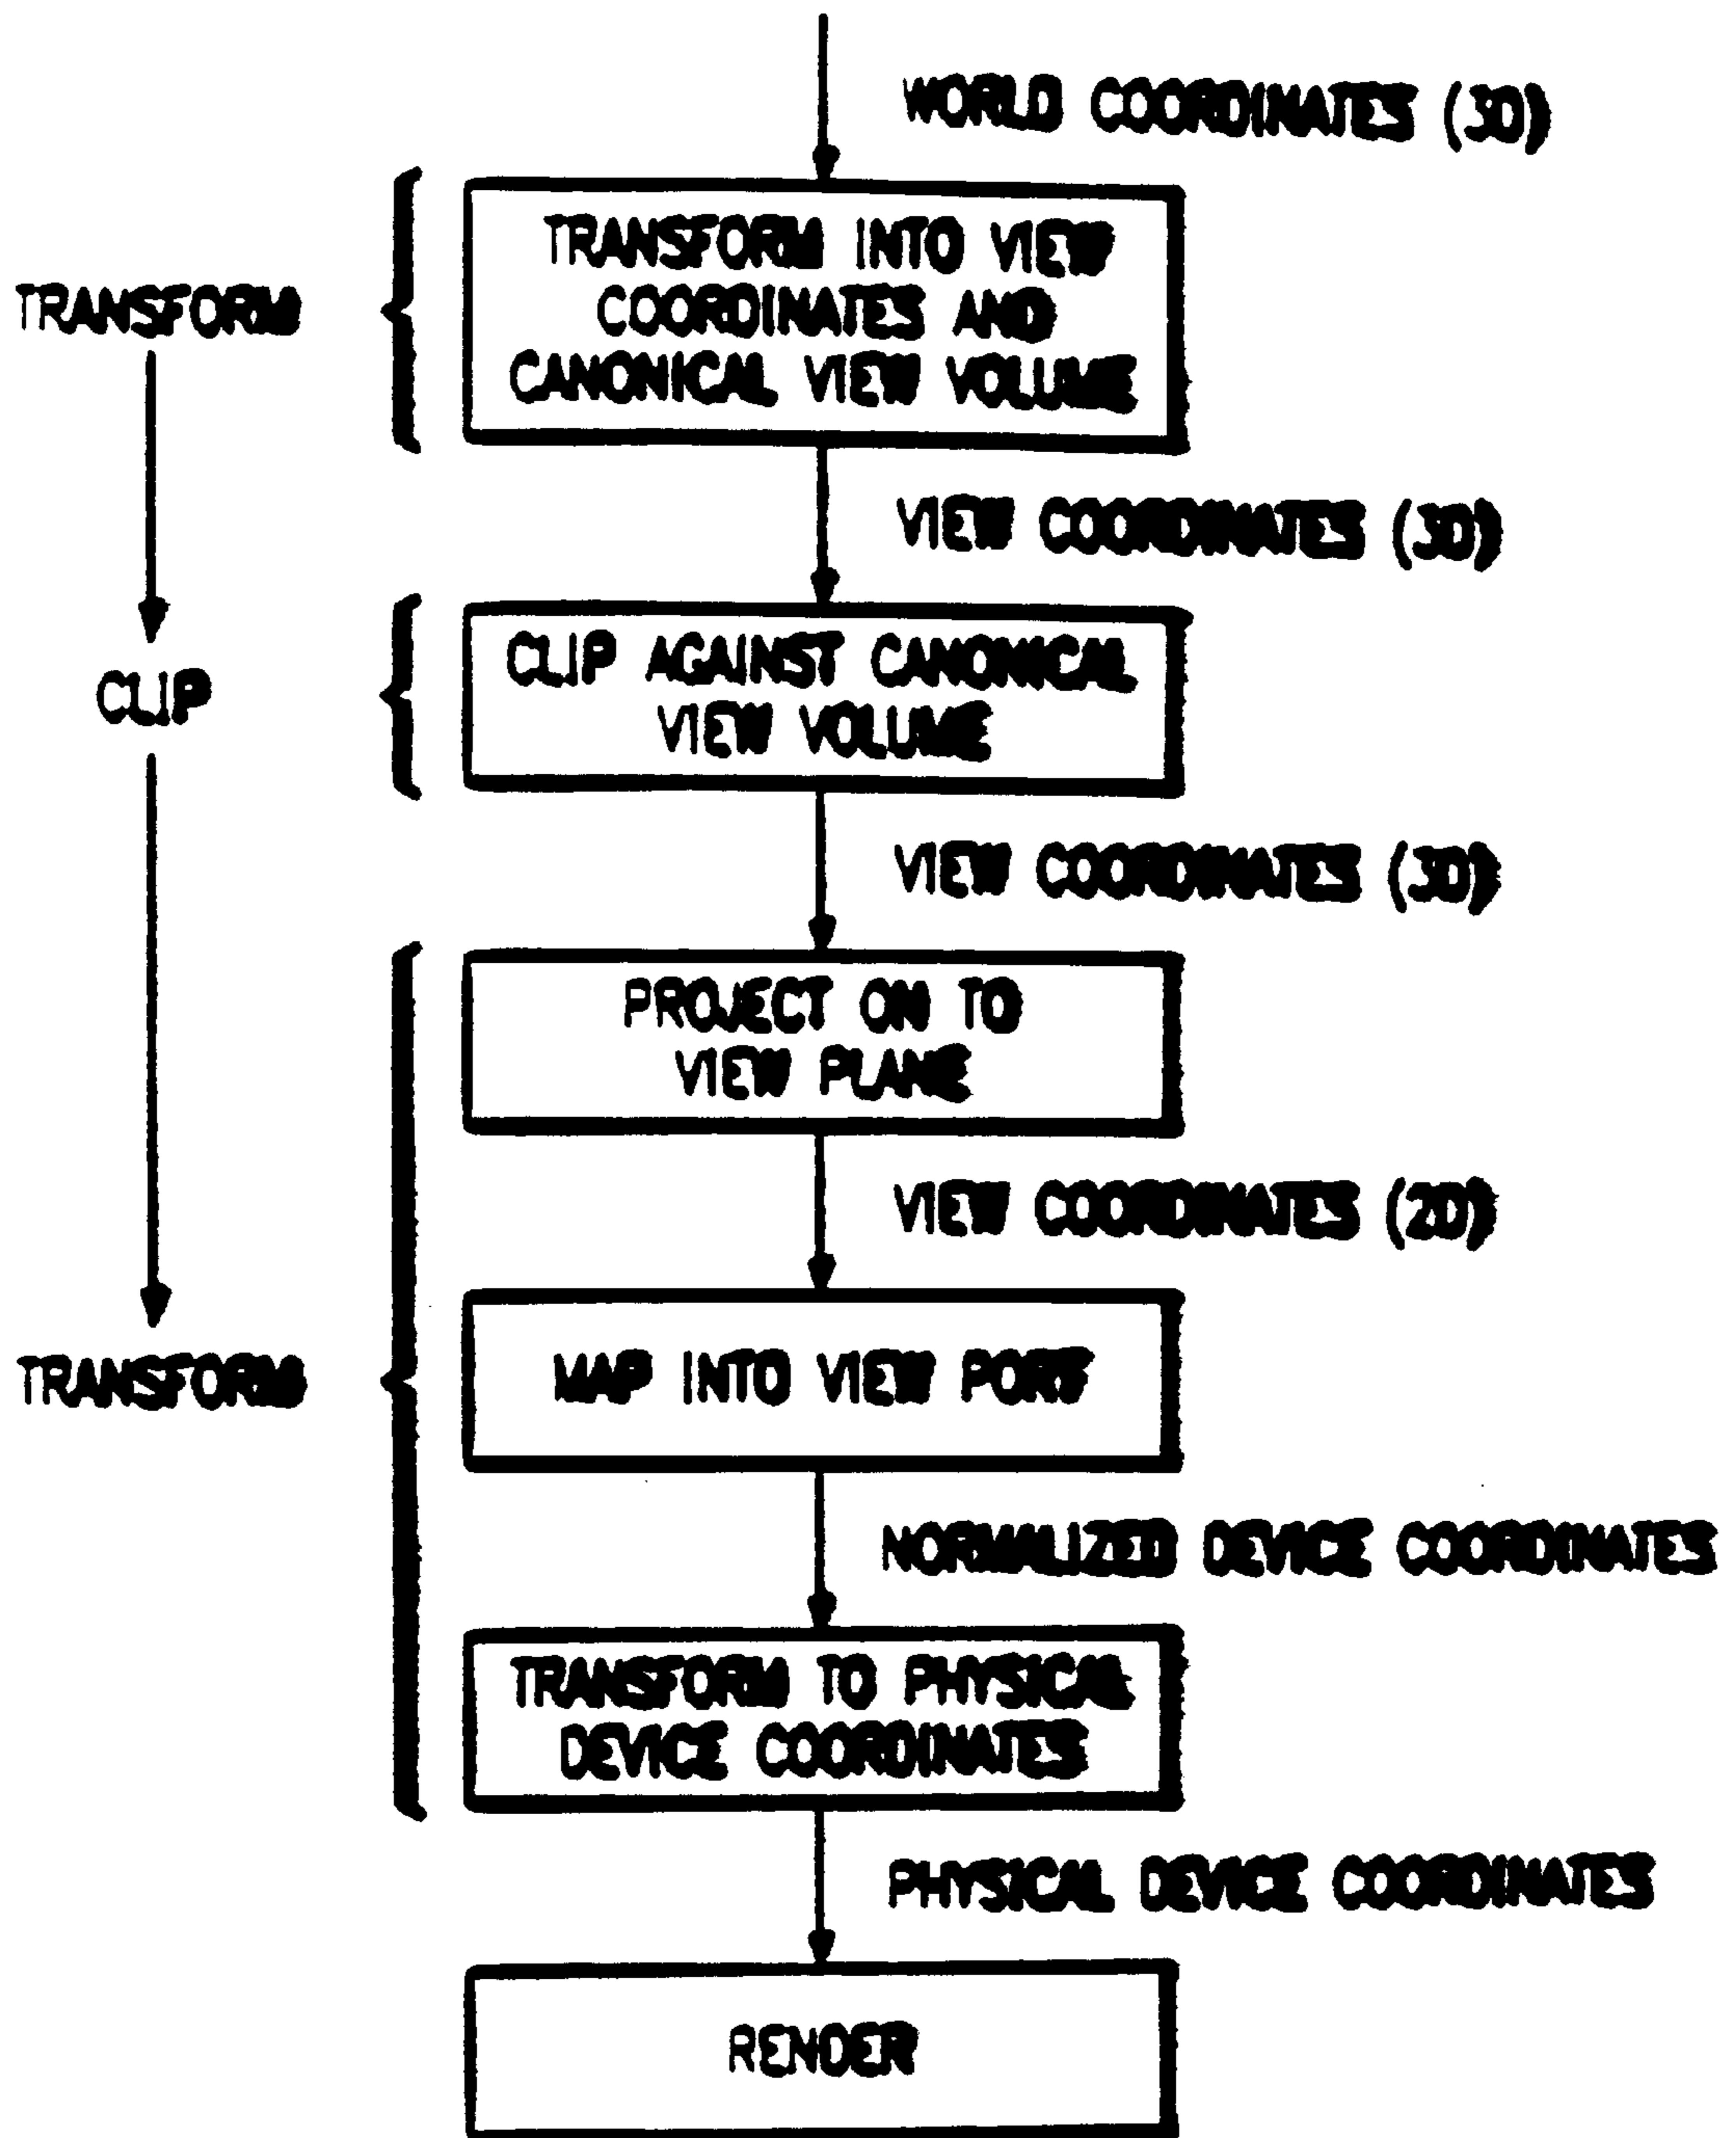 WORLD COORDINATES (3D)
TRANSFORM INTO VIEW
COORDINATES AND
CANONICAL VIEW VOLUME
TRANSFORM
VIEW COORDINATES (3D)
CLIP AGAINST CANONICAL
VIEW VOLUME
CLIP
VIEW COORDINATES (3D)
PROJECT ON TO
VIEW PLANE
VIEW COORDINATES (2D)
MAP INTO VIEW PORT
TRANSFORM
NORMALIZED DEVICE COORDINATES
TRANSFORM TO PHYSICAL
DEVICE COORDINATES
PHYSICAL DEVICE COORDINATES
RENDER